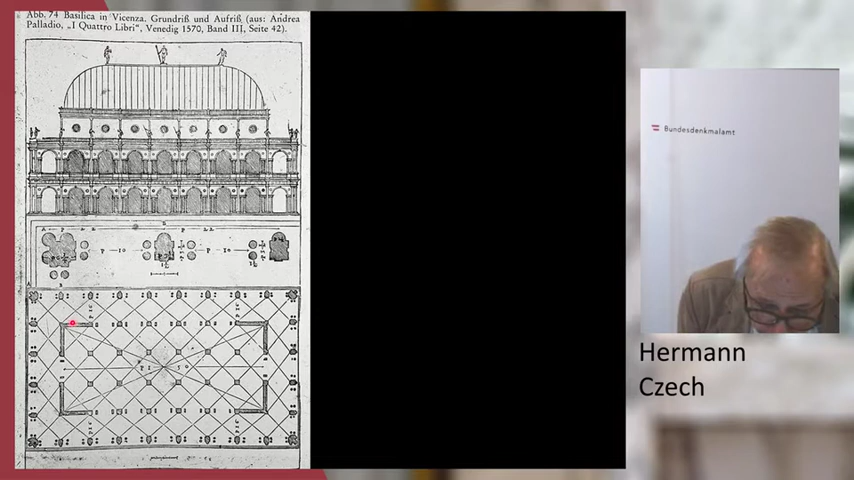 Abb. 74 Basilica in Vicenza. Grundriß und Aufriß (aus: Andrea
Palladio, „I Quattro Libri“, Venedig 1570, Band III, Seite 42).
Bundesdenkmalamt
Hermann
Czech